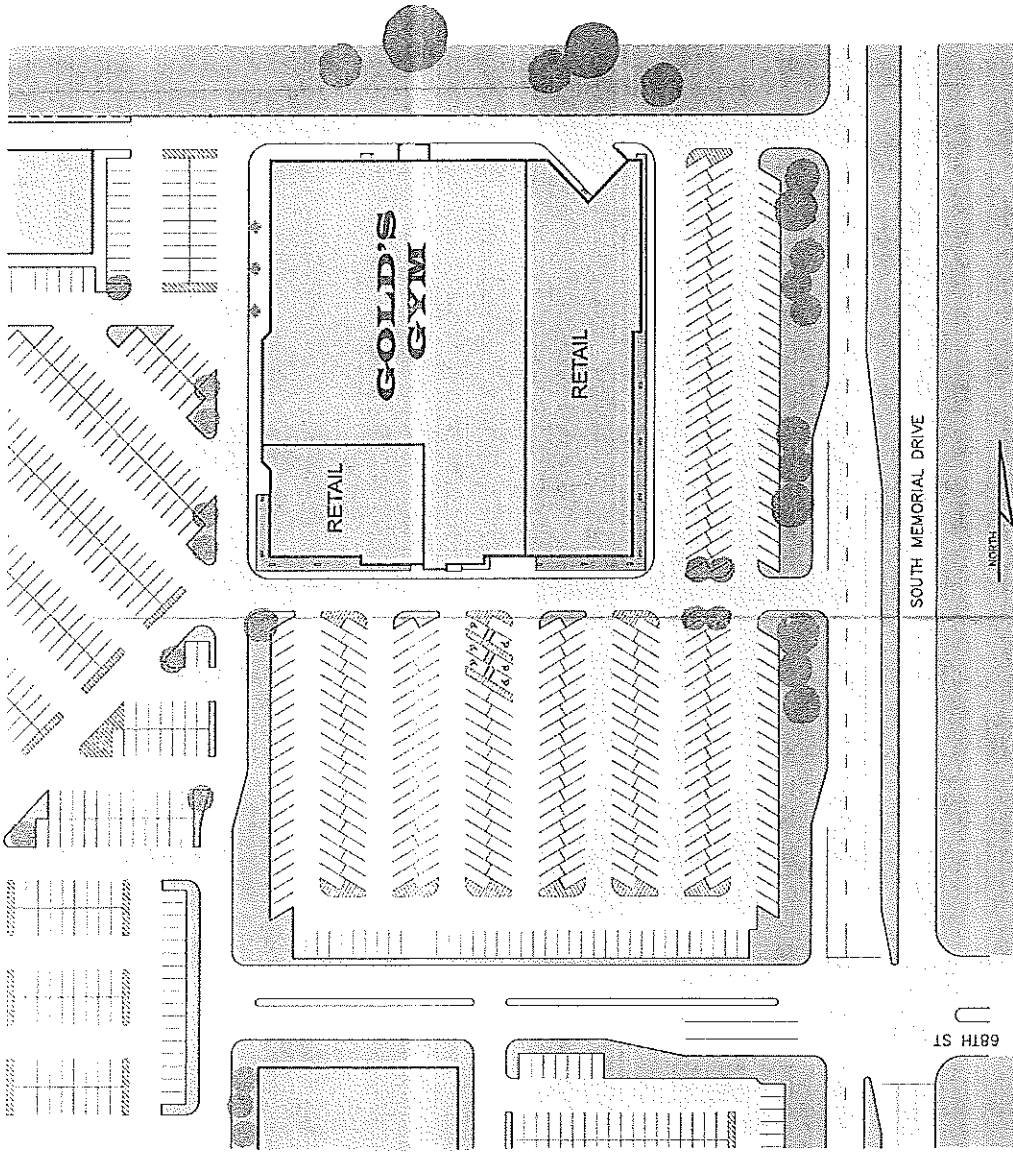 GOLD'S
GYM
RETAIL
RETAIL
SOUTH MEMORIAL DRIVE
NORTH
68TH ST